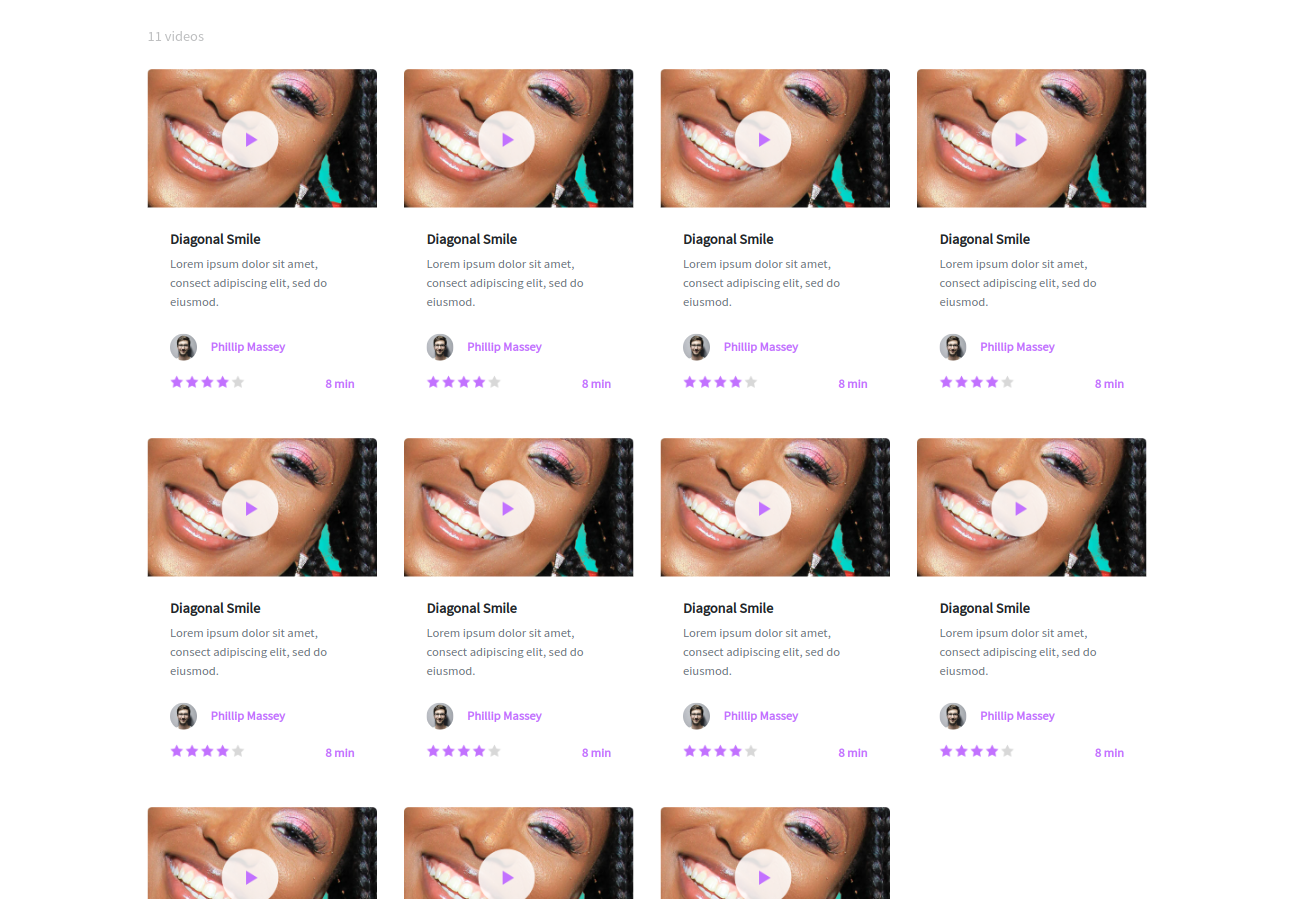 11 videos
Diagonal Smile
Lorem ipsum dolor sit amet,
consect adipiscing elit, sed do
eiusmod.
Phillip Massey
8 min
Diagonal Smile
Lorem ipsum dolor sit amet,
consect adipiscing elit, sed do
eiusmod.
Phillip Massey
8 min
Diagonal Smile
Lorem ipsum dolor sit amet,
consect adipiscing elit, sed do
eiusmod.
Phillip Massey
8 min
Diagonal Smile
Lorem ipsum dolor sit amet,
consect adipiscing elit, sed do
eiusmod.
Phillip Massey
8 min
Diagonal Smile
Lorem ipsum dolor sit amet,
consect adipiscing elit, sed do
eiusmod.
Phillip Massey
8 min
Diagonal Smile
Lorem ipsum dolor sit amet,
consect adipiscing elit, sed do
eiusmod.
Phillip Massey
8 min
Diagonal Smile
Lorem ipsum dolor sit amet,
consect adipiscing elit, sed do
eiusmod.
Phillip Massey
8 min
Diagonal Smile
Lorem ipsum dolor sit amet,
consect adipiscing elit, sed do
eiusmod.
Phillip Massey
8 min